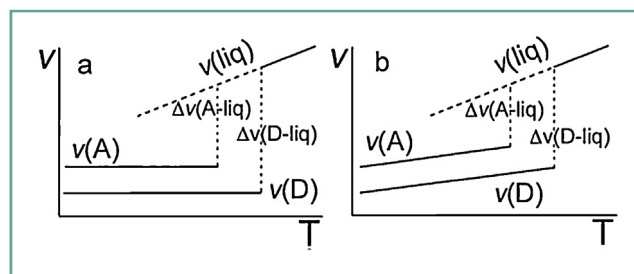 v a v(liq)
Δv(A-liq)
Δv(D-liq)
v(A)
v(D)
T
v b v(liq)
Δv(A-liq)
Δv(D-liq)
v(A)
v(D)
T